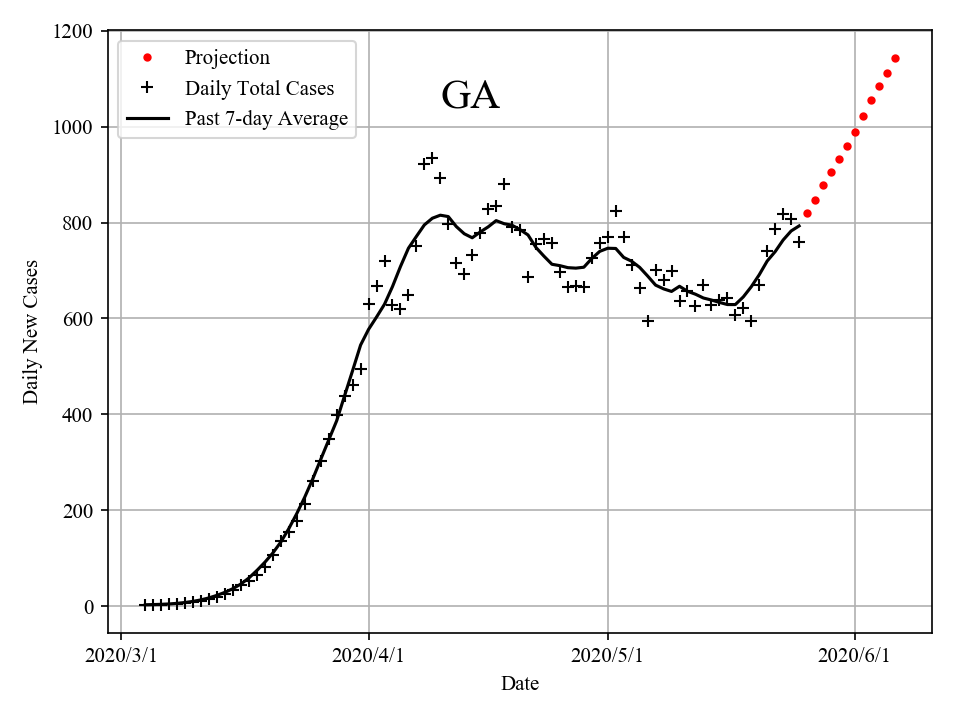 1200
1000
800
600
400
200
0
Daily New Cases
Projection
Daily Total Cases
Past 7-day Average
GA
2020/3/1 2020/4/1 2020/5/1 2020/6/1
Date